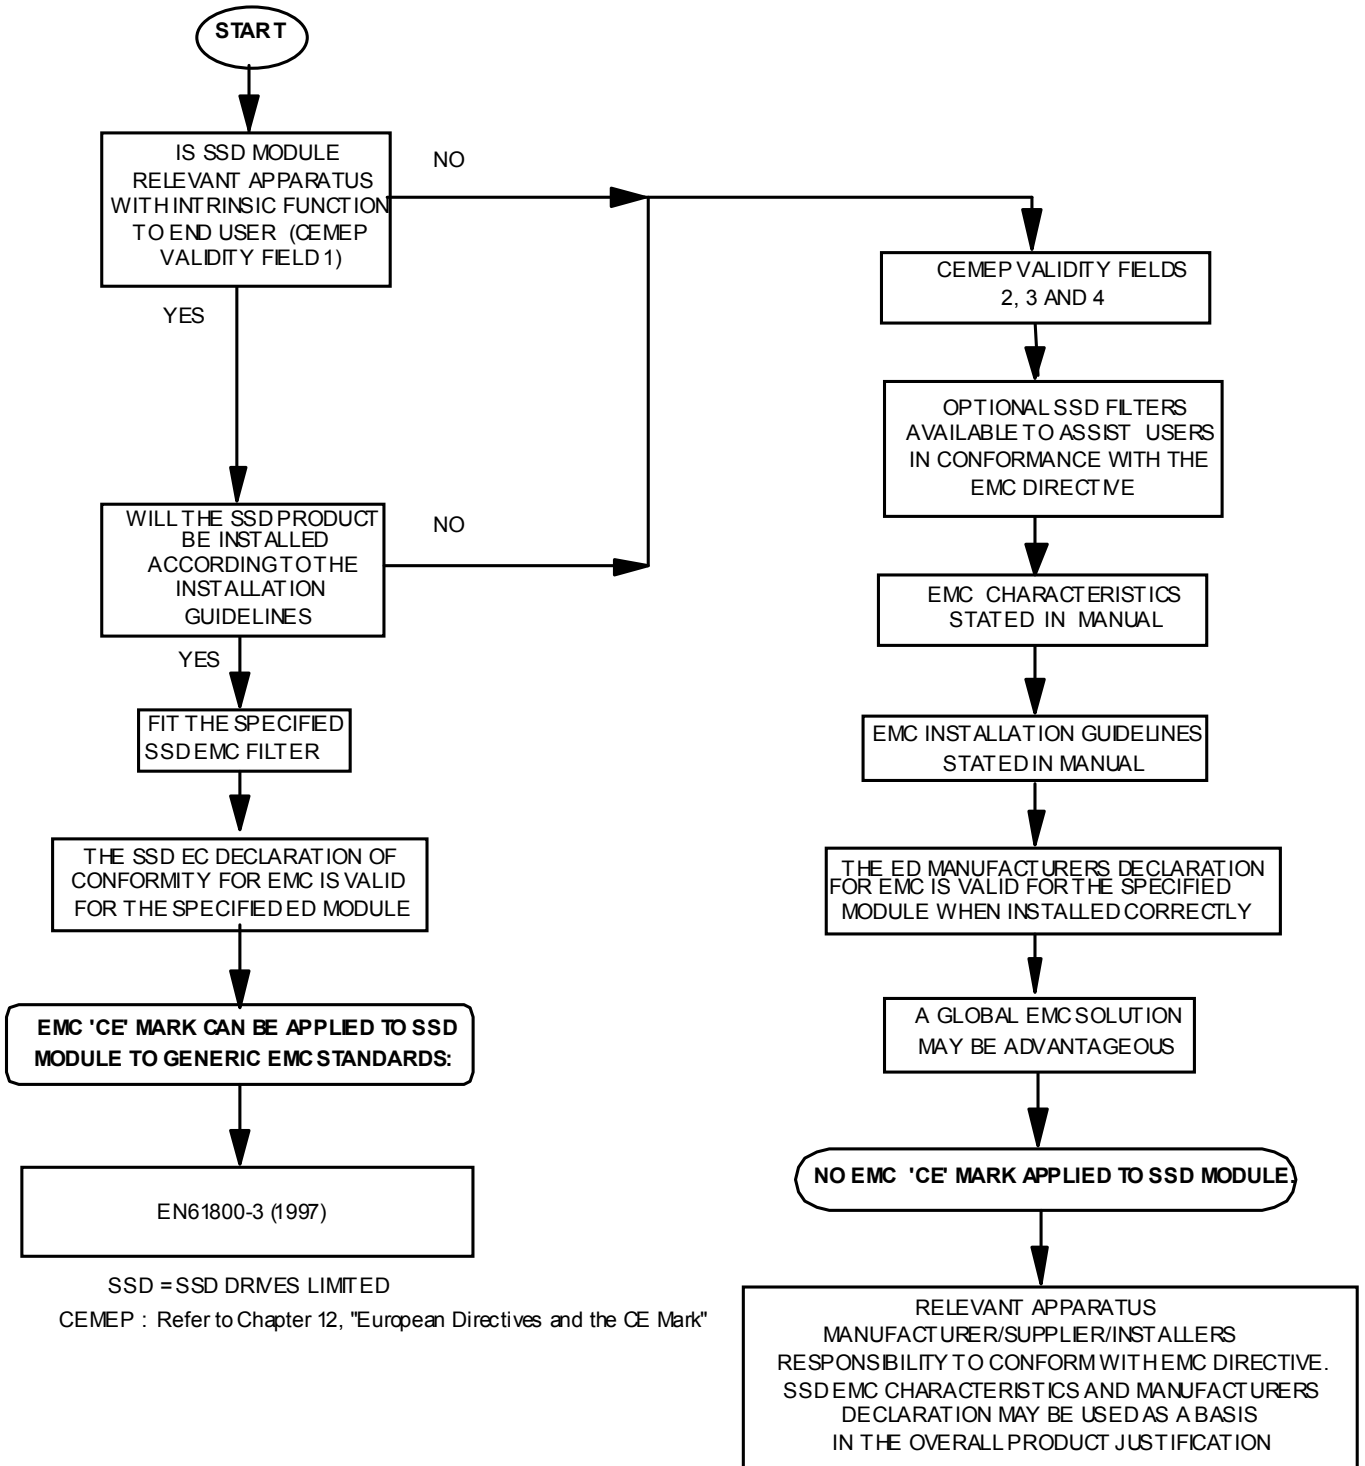 START
IS SSD MODULE
RELEVANT APPARATUS
WITH INTRINSIC FUNCTION
TO END USER (CEMEP
VALIDITY FIELD 1)
NO
YES
WILL THE SSD PRODUCT
BE INSTALLED
ACCORDING TO THE
INSTALLATION
GUIDELINES
NO
YES
FIT THE SPECIFIED
SSD EMC FILTER
THE SSD EC DECLARATION OF
CONFORMITY FOR EMC IS VALID
FOR THE SPECIFIED ED MODULE
EMC 'CE' MARK CAN BE APPLIED TO SSD
MODULE TO GENERIC EMC STANDARDS:
EN61800-3 (1997)
SSD = SSD DRIVES LIMITED
CEMEP : Refer to Chapter 12, "European Directives and the CE Mark"
CEMEP VALIDITY FIELDS
2, 3 AND 4
OPTIONAL SSD FILTERS
AVAILABLE TO ASSIST USERS
IN CONFORMANCE WITH THE
EMC DIRECTIVE
EMC CHARACTERISTICS
STATED IN MANUAL
EMC INSTALLATION GUIDELINES
STATED IN MANUAL
THE ED MANUFACTURERS DECLARATION
FOR EMC IS VALID FOR THE SPECIFIED
MODULE WHEN INSTALLED CORRECTLY
A GLOBAL EMC SOLUTION
MAY BE ADVANTAGEOUS
NO EMC 'CE' MARK APPLIED TO SSD MODULE.
RELEVANT APPARATUS
MANUFACTURER/SUPPLIER/INSTALLERS
RESPONSIBILITY TO CONFORM WITH EMC DIRECTIVE.
SSD EMC CHARACTERISTICS AND MANUFACTURERS
DECLARATION MAY BE USED AS A BASIS
IN THE OVERALL PRODUCT JUSTIFICATION